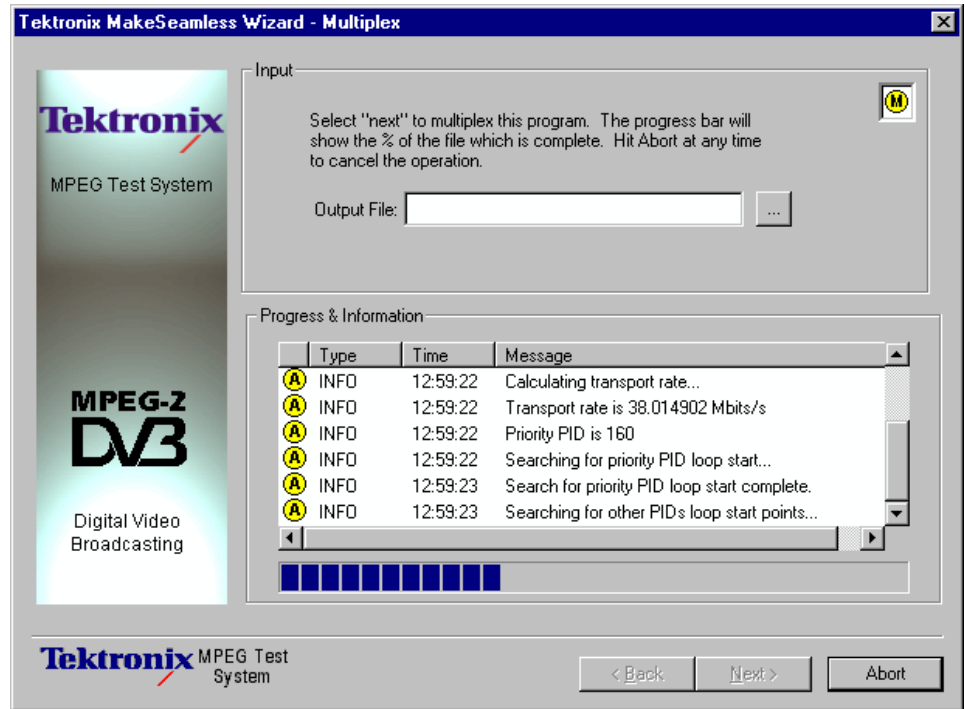 Tektronix MakeSeamless Wizard - Multiplex
Tektronix
MPEG Test System
MPEG-2
DVB
Digital Video
Broadcasting
Input
M
Select "next" to multiplex this program. The progress bar will
show the % of the file which is complete. Hit Abort at any time
to cancel the operation.
Output File:
...
Progress & Information
Type Time Message
A INFO 12:59:22 Calculating transport rate...
A INFO 12:59:22 Transport rate is 38.014902 Mbits/s
A INFO 12:59:22 Priority PID is 160
A INFO 12:59:22 Searching for priority PID loop start...
A INFO 12:59:23 Search for priority PID loop start complete.
A INFO 12:59:23 Searching for other PIDs loop start points...
Tektronix MPEG Test
System
< Back
Next >
Abort